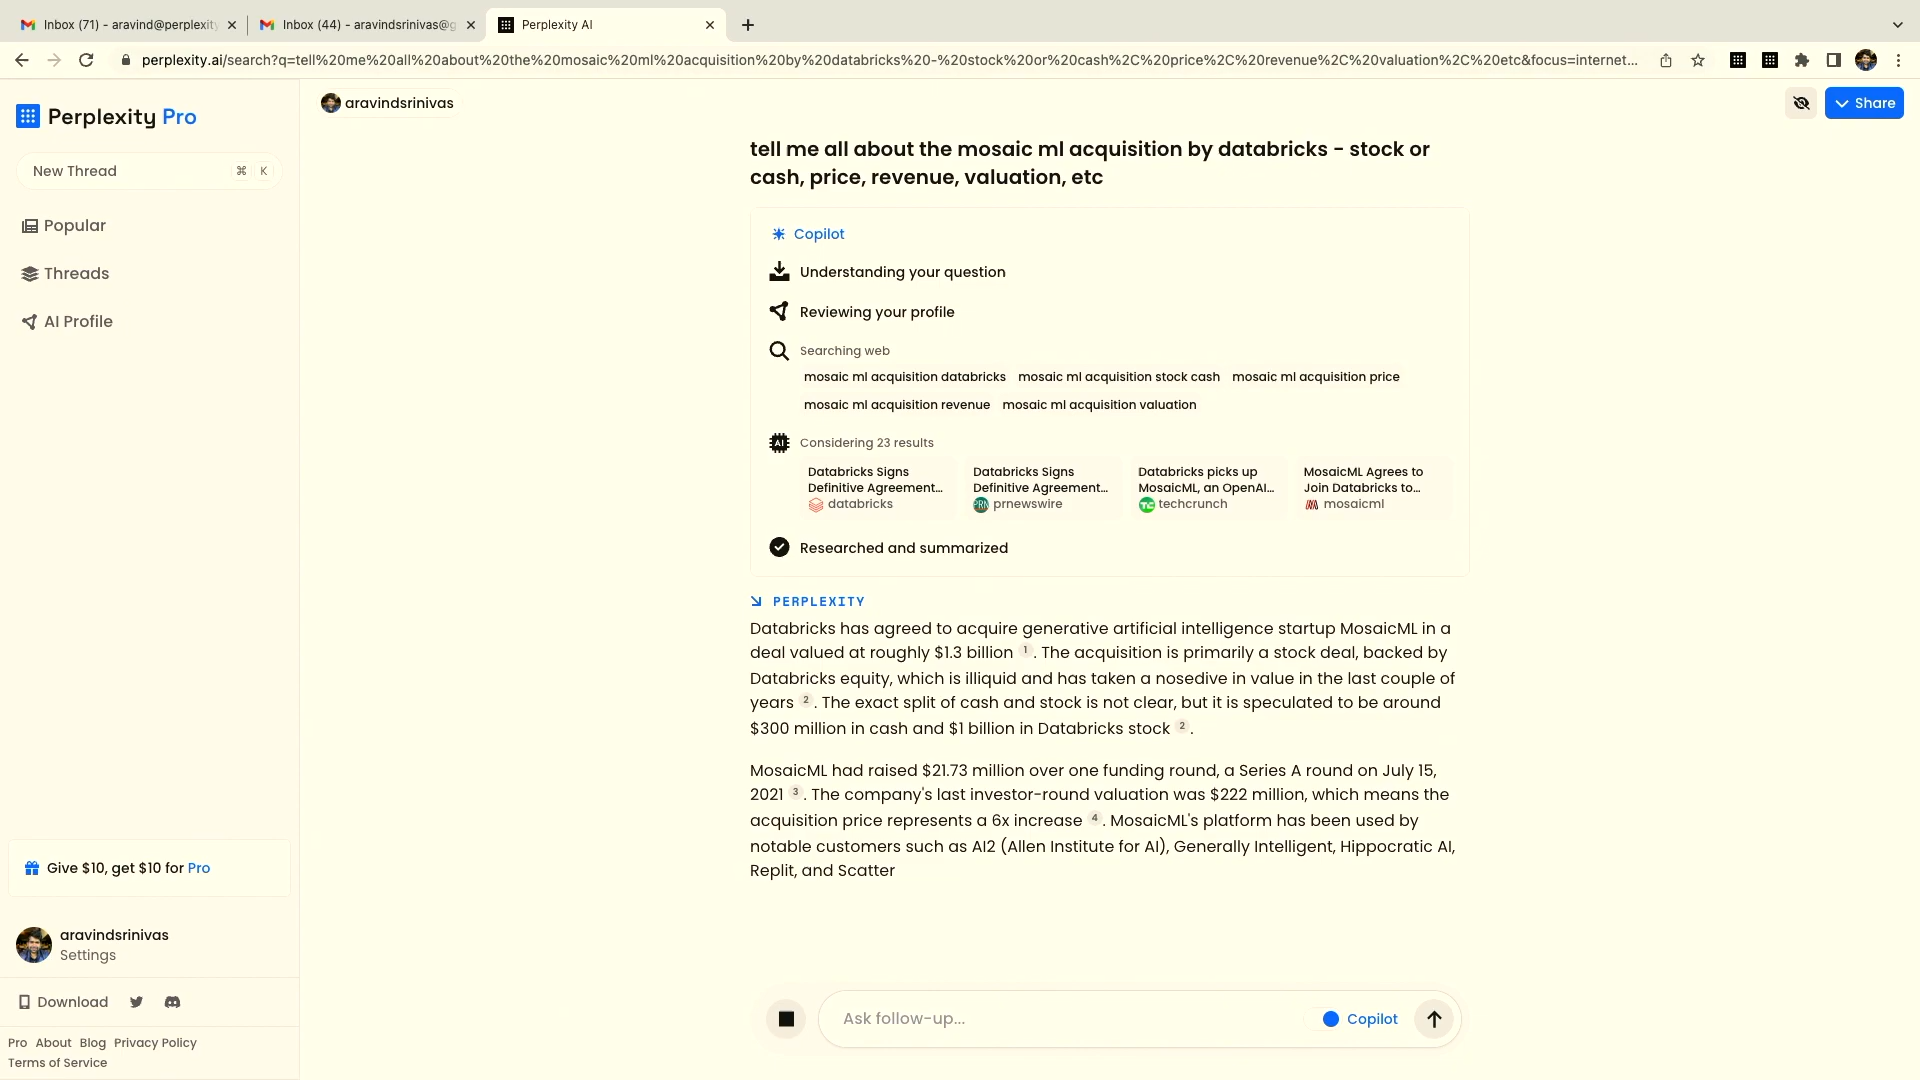 Inbox (71) - aravind@perplexity
Inbox (44) - aravindsrinivas@g
Perplexity AI
perplexity.ai/search?q=tell%20me%20all%20about%20the%20mosaic%20ml%20acquisition%20by%20databricks%20-%20stock%20or%20cash%2C%20price%2C%20revenue%2C%20valuation%2C%20etc&focus=internet...
Perplexity Pro
aravindsrinivas
Share
New Thread ⌘ K
Popular
Threads
AI Profile
tell me all about the mosaic ml acquisition by databricks - stock or
cash, price, revenue, valuation, etc
Copilot
Understanding your question
Reviewing your profile
Searching web
mosaic ml acquisition databricks mosaic ml acquisition stock cash mosaic ml acquisition price
mosaic ml acquisition revenue mosaic ml acquisition valuation
AI Considering 23 results
Databricks Signs
Definitive Agreement...
databricks
Databricks Signs
Definitive Agreement...
PRN prnewswire
Databricks picks up
MosaicML, an OpenAI...
TC techcrunch
MosaicML Agrees to
Join Databricks to...
mosaicml
Researched and summarized
PERPLEXITY
Databricks has agreed to acquire generative artificial intelligence startup MosaicML in a
deal valued at roughly $1.3 billion 1. The acquisition is primarily a stock deal, backed by
Databricks equity, which is illiquid and has taken a nosedive in value in the last couple of
years 2. The exact split of cash and stock is not clear, but it is speculated to be around
$300 million in cash and $1 billion in Databricks stock 2.
MosaicML had raised $21.73 million over one funding round, a Series A round on July 15,
2021 3. The company's last investor-round valuation was $222 million, which means the
acquisition price represents a 6x increase 4. MosaicML's platform has been used by
notable customers such as AI2 (Allen Institute for AI), Generally Intelligent, Hippocratic AI,
Replit, and Scatter
Give $10, get $10 for Pro
aravindsrinivas
Settings
Download
Pro About Blog Privacy Policy
Terms of Service
Ask follow-up...
Copilot